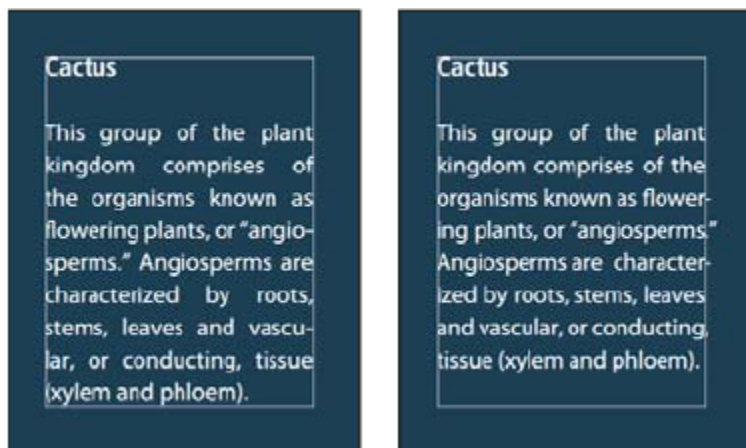 Cactus
This group of the plant
kingdom comprises of
the organisms known as
flowering plants, or “angio-
sperms.” Angiosperms are
characterized by roots,
stems, leaves and vascu-
lar, or conducting, tissue
(xylem and phloem).
Cactus
This group of the plant
kingdom comprises of the
organisms known as flower-
ing plants, or “angiosperms.”
Angiosperms are character-
ized by roots, stems, leaves
and vascular, or conducting,
tissue (xylem and phloem).